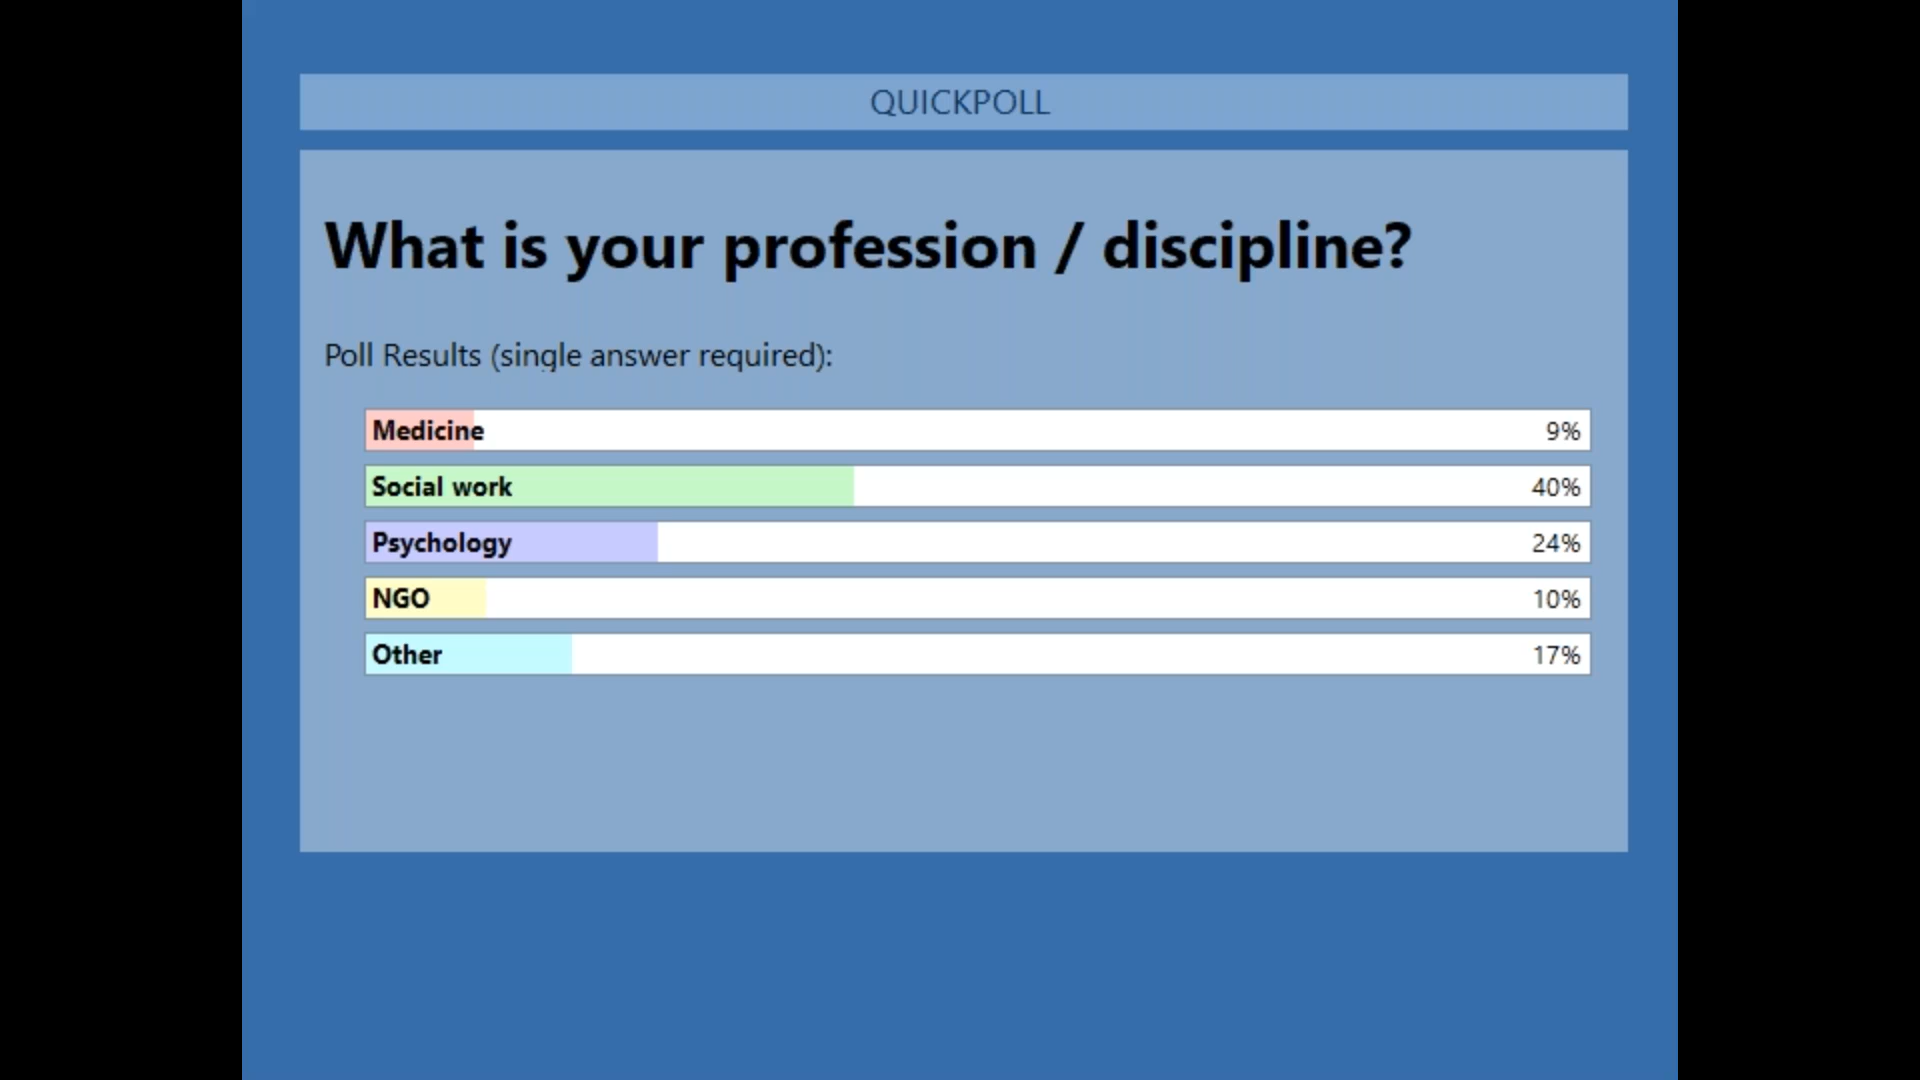 QUICKPOLL
What is your profession / discipline?
Poll Results (single answer required):
Medicine 9%
Social work 40%
Psychology 24%
NGO 10%
Other 17%